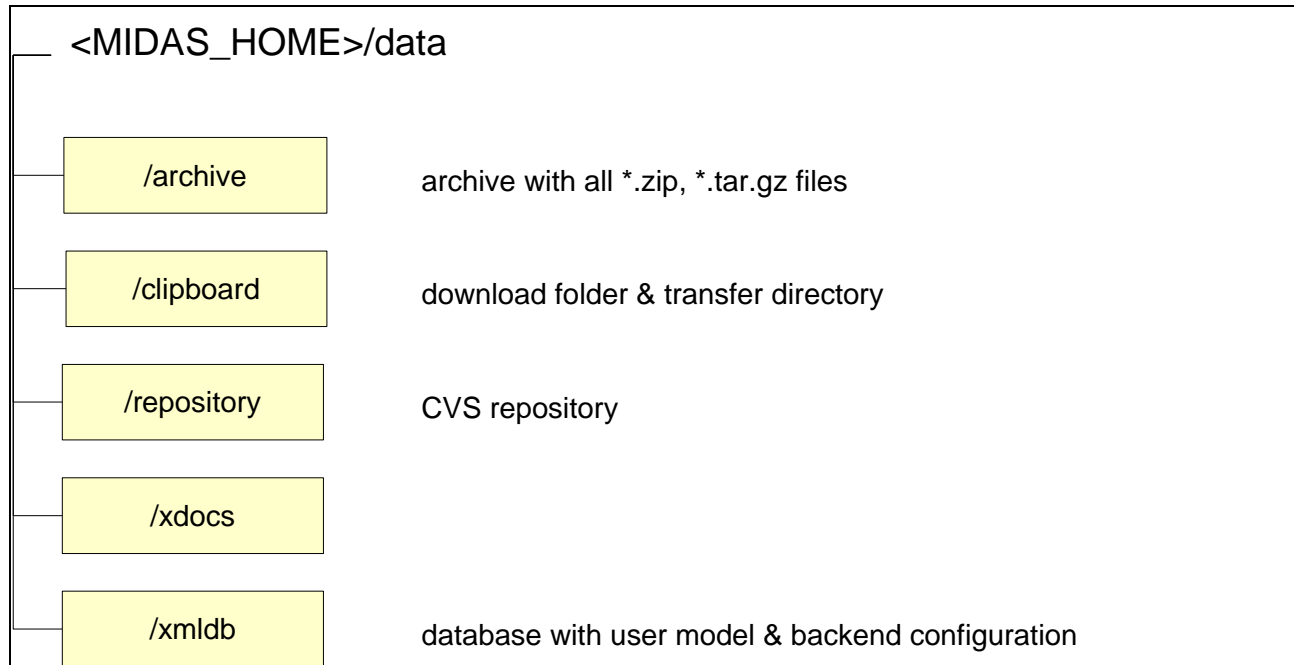 <MIDAS_HOME>/data
/archive archive with all *.zip, *.tar.gz files
/clipboard download folder & transfer directory
/repository CVS repository
/xdocs
/xmldb database with user model & backend configuration